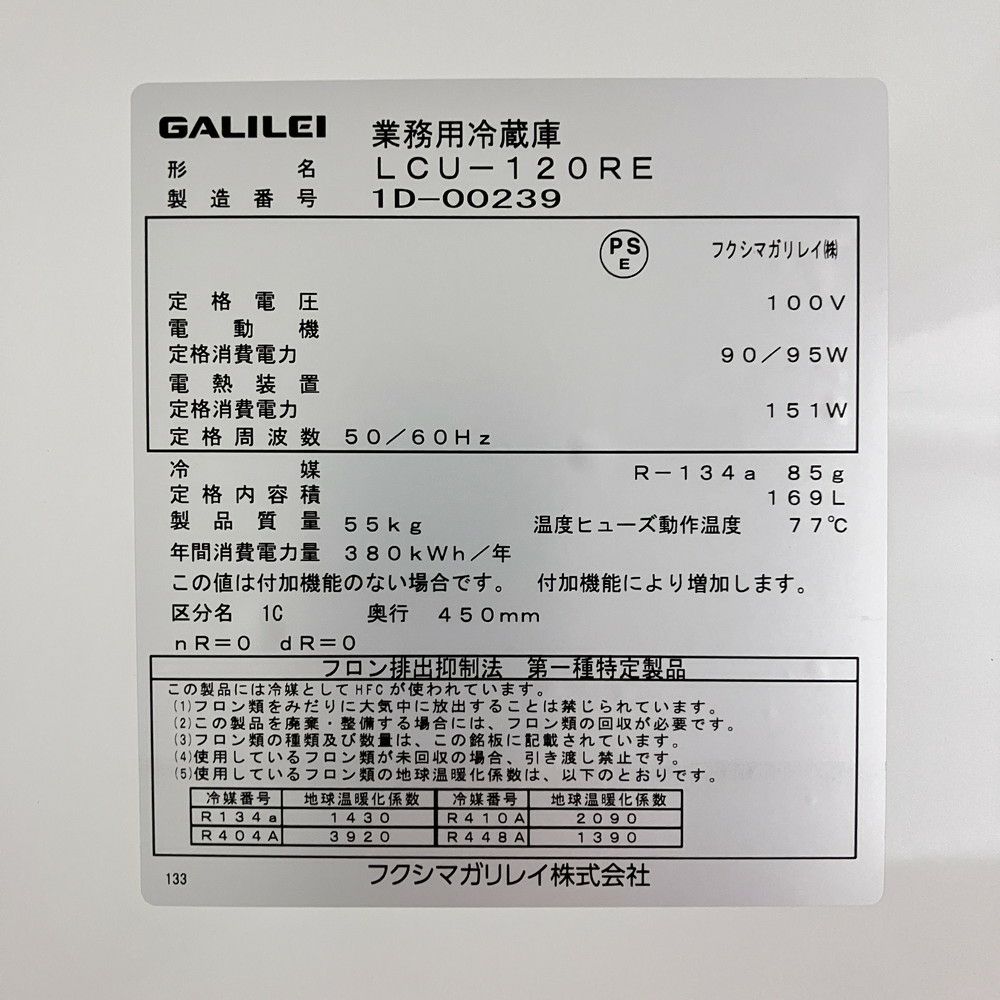 GALILEI 業務用冷蔵庫
形名 LCU-120RE
製造番号 1D-00239
PS E フクシマガリレイ㈱
定格電圧 100V
電動機
定格消費電力 90/95W
電熱装置
定格消費電力 151W
定格周波数 50/60Hz
冷媒 R-134a 85g
定格内容積 169L
製品質量 55kg 温度ヒューズ動作温度 77℃
年間消費電力量 380kWh/年
この値は付加機能のない場合です。 付加機能により増加します。
区分名 1C 奥行 450mm
nR=0 dR=0
フロン排出抑制法 第一種特定製品
この製品には冷媒としてHFCが使われています。
(1)フロン類をみだりに大気中に放出することは禁じられています。
(2)この製品を廃棄・整備する場合には、フロン類の回収が必要です。
(3)フロン類の種類及び数量は、この銘板に記載されています。
(4)使用しているフロン類が未回収の場合、引き渡し禁止です。
(5)使用しているフロン類の地球温暖化係数は、以下のとおりです。
冷媒番号 地球温暖化係数 冷媒番号 地球温暖化係数
R134a 1430 R410A 2090
R404A 3920 R448A 1390
133 フクシマガリレイ株式会社